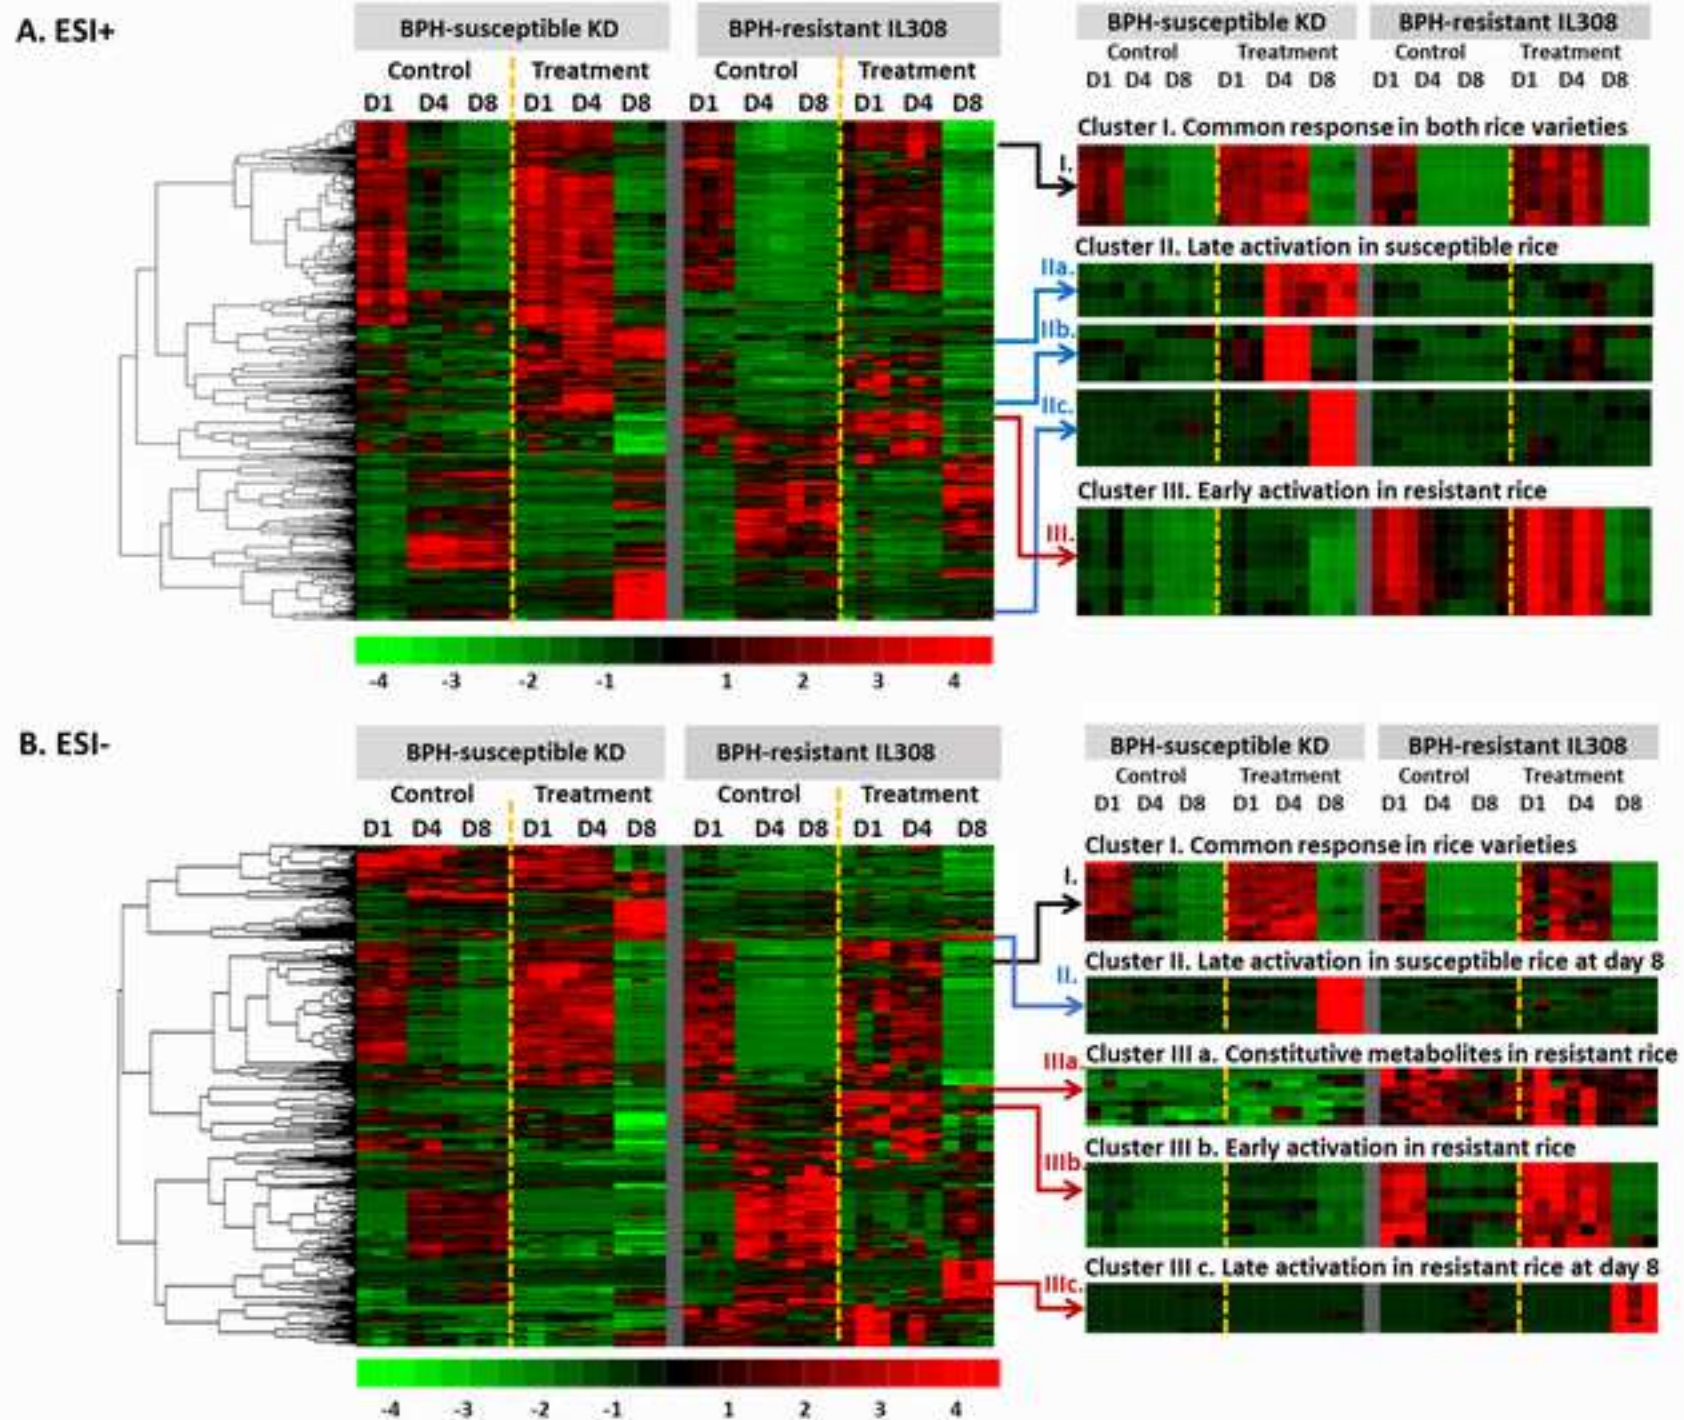 A. ESI+
BPH-susceptible KD BPH-resistant IL308
Control Treatment Control Treatment
D1 D4 D8 D1 D4 D8 D1 D4 D8 D1 D4 D8
-4 -3 -2 -1 1 2 3 4
BPH-susceptible KD BPH-resistant IL308
Control Treatment Control Treatment
D1 D4 D8 D1 D4 D8 D1 D4 D8 D1 D4 D8
Cluster I. Common response in both rice varieties
I.
Cluster II. Late activation in susceptible rice
IIa.
IIb.
IIc.
Cluster III. Early activation in resistant rice
III.
B. ESI-
BPH-susceptible KD BPH-resistant IL308
Control Treatment Control Treatment
D1 D4 D8 D1 D4 D8 D1 D4 D8 D1 D4 D8
-4 -3 -2 -1 1 2 3 4
BPH-susceptible KD BPH-resistant IL308
Control Treatment Control Treatment
D1 D4 D8 D1 D4 D8 D1 D4 D8 D1 D4 D8
Cluster I. Common response in rice varieties
I.
Cluster II. Late activation in susceptible rice at day 8
II.
Cluster III a. Constitutive metabolites in resistant rice
IIIa.
Cluster III b. Early activation in resistant rice
IIIb.
Cluster III c. Late activation in resistant rice at day 8
IIIc.